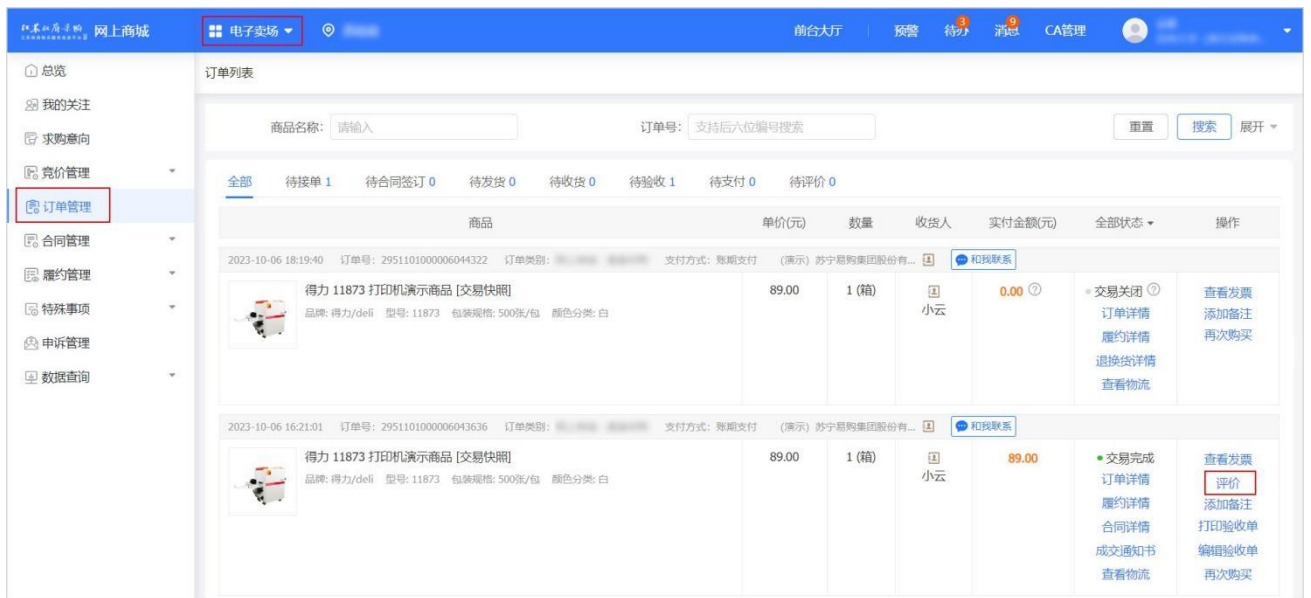 网上商城
电子卖场
前台大厅
预警
待办
3
消息
9
CA管理
总览
我的关注
求购意向
竞价管理
订单管理
合同管理
履约管理
特殊事项
申诉管理
数据查询
订单列表
商品名称: 请输入
订单号: 支持后六位编号搜索
重置 搜索 展开
全部 待接单 1 待合同签订 0 待发货 0 待收货 0 待验收 1 待支付 0 待评价 0
商品 单价(元) 数量 收货人 实付金额(元) 全部状态 操作
2023-10-06 18:19:40 订单号: 2951101000006044322 订单类别: 支付方式: 账期支付 (演示) 苏宁易购集团股份有... 和我联系
得力 11873 打印机演示商品 [交易快照] 89.00 1 (箱) 小云 0.00 交易关闭 查看发票
品牌: 得力/deli 型号: 11873 包装规格: 500张/包 颜色分类: 白 订单详情 添加备注
履约详情 再次购买
退换货详情
查看物流
2023-10-06 16:21:01 订单号: 2951101000006043636 订单类别: 支付方式: 账期支付 (演示) 苏宁易购集团股份有... 和我联系
得力 11873 打印机演示商品 [交易快照] 89.00 1 (箱) 小云 89.00 交易完成 查看发票
品牌: 得力/deli 型号: 11873 包装规格: 500张/包 颜色分类: 白 订单详情 评价
履约详情 添加备注
合同详情 打印验收单
成交通知书 编辑验收单
查看物流 再次购买